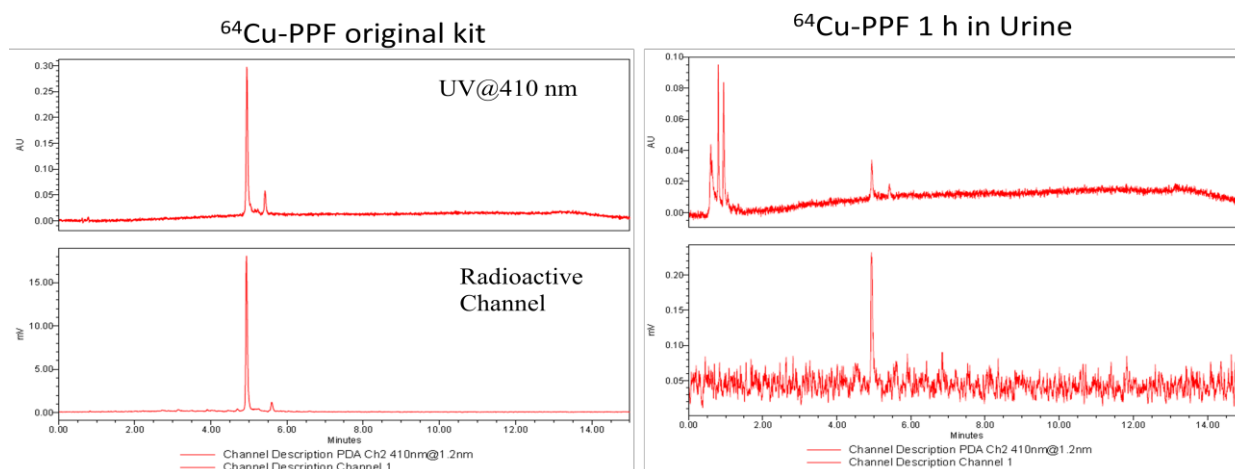 ⁶⁴Cu-PPF original kit
UV@410 nm
AU
0.30
0.25
0.20
0.15
0.10
0.05
0.00
Radioactive
Channel
mV
15.00
10.00
5.00
0.00
0.00 2.00 4.00 6.00 8.00 10.00 12.00 14.00
Minutes
Channel Description PDA Ch2 410nm@1.2nm
Channel Description Channel 1
⁶⁴Cu-PPF 1 h in Urine
AU
0.10
0.08
0.06
0.04
0.02
0.00
mV
0.20
0.15
0.10
0.05
0.00 2.00 4.00 6.00 8.00 10.00 12.00 14.00
Minutes
Channel Description PDA Ch2 410nm@1.2nm
Channel Description Channel 1